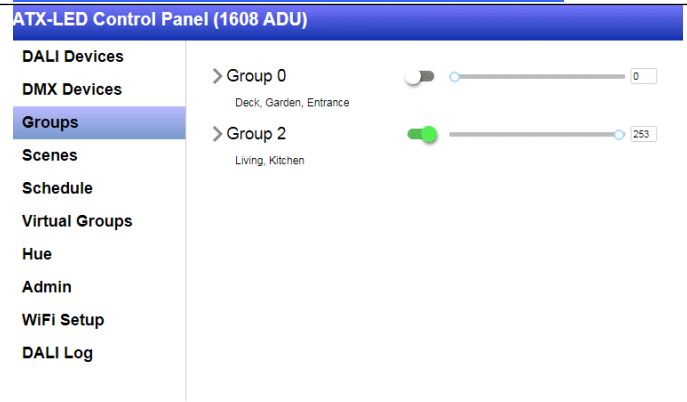 ATX-LED Control Panel (1608 ADU)
DALI Devices
DMX Devices
Groups
Scenes
Schedule
Virtual Groups
Hue
Admin
WiFi Setup
DALI Log
Group 0
0
Deck, Garden, Entrance
Group 2
253
Living, Kitchen